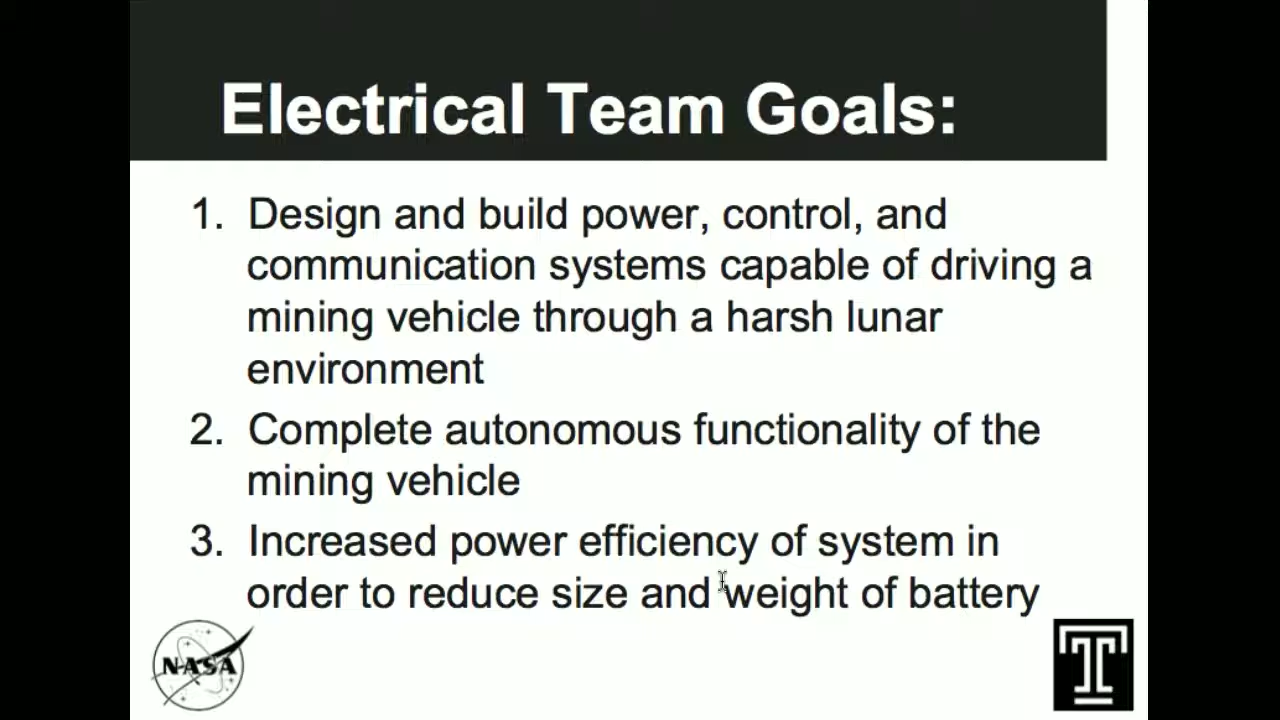 Electrical Team Goals:
1. Design and build power, control, and
communication systems capable of driving a
mining vehicle through a harsh lunar
environment
2. Complete autonomous functionality of the
mining vehicle
3. Increased power efficiency of system in
order to reduce size and weight of battery
NASA
T